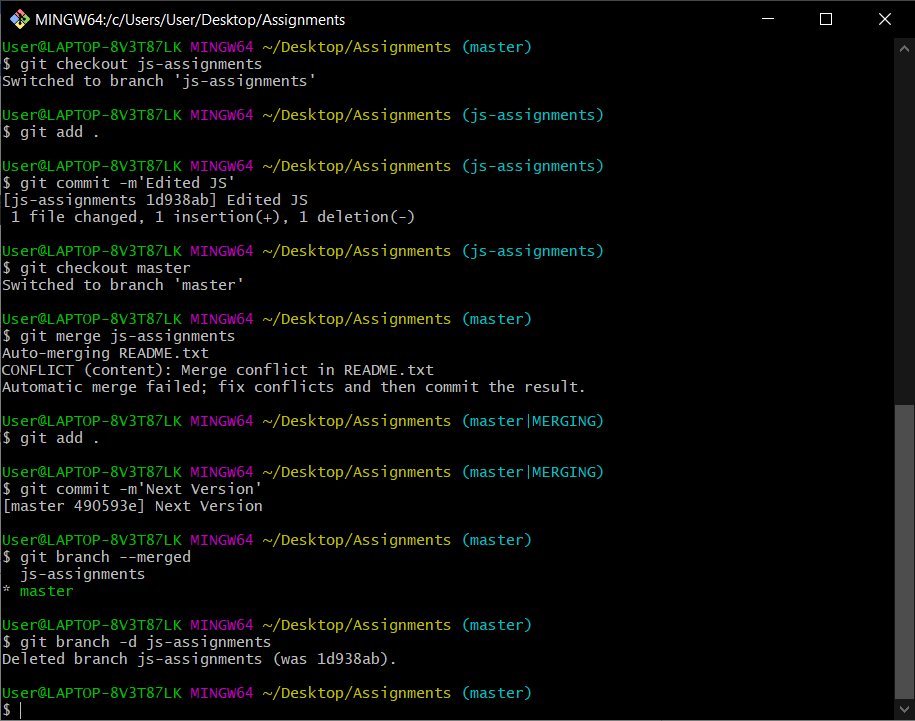 MINGW64:/c/Users/User/Desktop/Assignments
User@LAPTOP-8V3T87LK MINGW64 ~/Desktop/Assignments (master)
$ git checkout js-assignments
Switched to branch 'js-assignments'
User@LAPTOP-8V3T87LK MINGW64 ~/Desktop/Assignments (js-assignments)
$ git add .
User@LAPTOP-8V3T87LK MINGW64 ~/Desktop/Assignments (js-assignments)
$ git commit -m'Edited JS'
[js-assignments 1d938ab] Edited JS
 1 file changed, 1 insertion(+), 1 deletion(-)
User@LAPTOP-8V3T87LK MINGW64 ~/Desktop/Assignments (js-assignments)
$ git checkout master
Switched to branch 'master'
User@LAPTOP-8V3T87LK MINGW64 ~/Desktop/Assignments (master)
$ git merge js-assignments
Auto-merging README.txt
CONFLICT (content): Merge conflict in README.txt
Automatic merge failed; fix conflicts and then commit the result.
User@LAPTOP-8V3T87LK MINGW64 ~/Desktop/Assignments (master|MERGING)
$ git add .
User@LAPTOP-8V3T87LK MINGW64 ~/Desktop/Assignments (master|MERGING)
$ git commit -m'Next Version'
[master 490593e] Next Version
User@LAPTOP-8V3T87LK MINGW64 ~/Desktop/Assignments (master)
$ git branch --merged
  js-assignments
* master
User@LAPTOP-8V3T87LK MINGW64 ~/Desktop/Assignments (master)
$ git branch -d js-assignments
Deleted branch js-assignments (was 1d938ab).
User@LAPTOP-8V3T87LK MINGW64 ~/Desktop/Assignments (master)
$